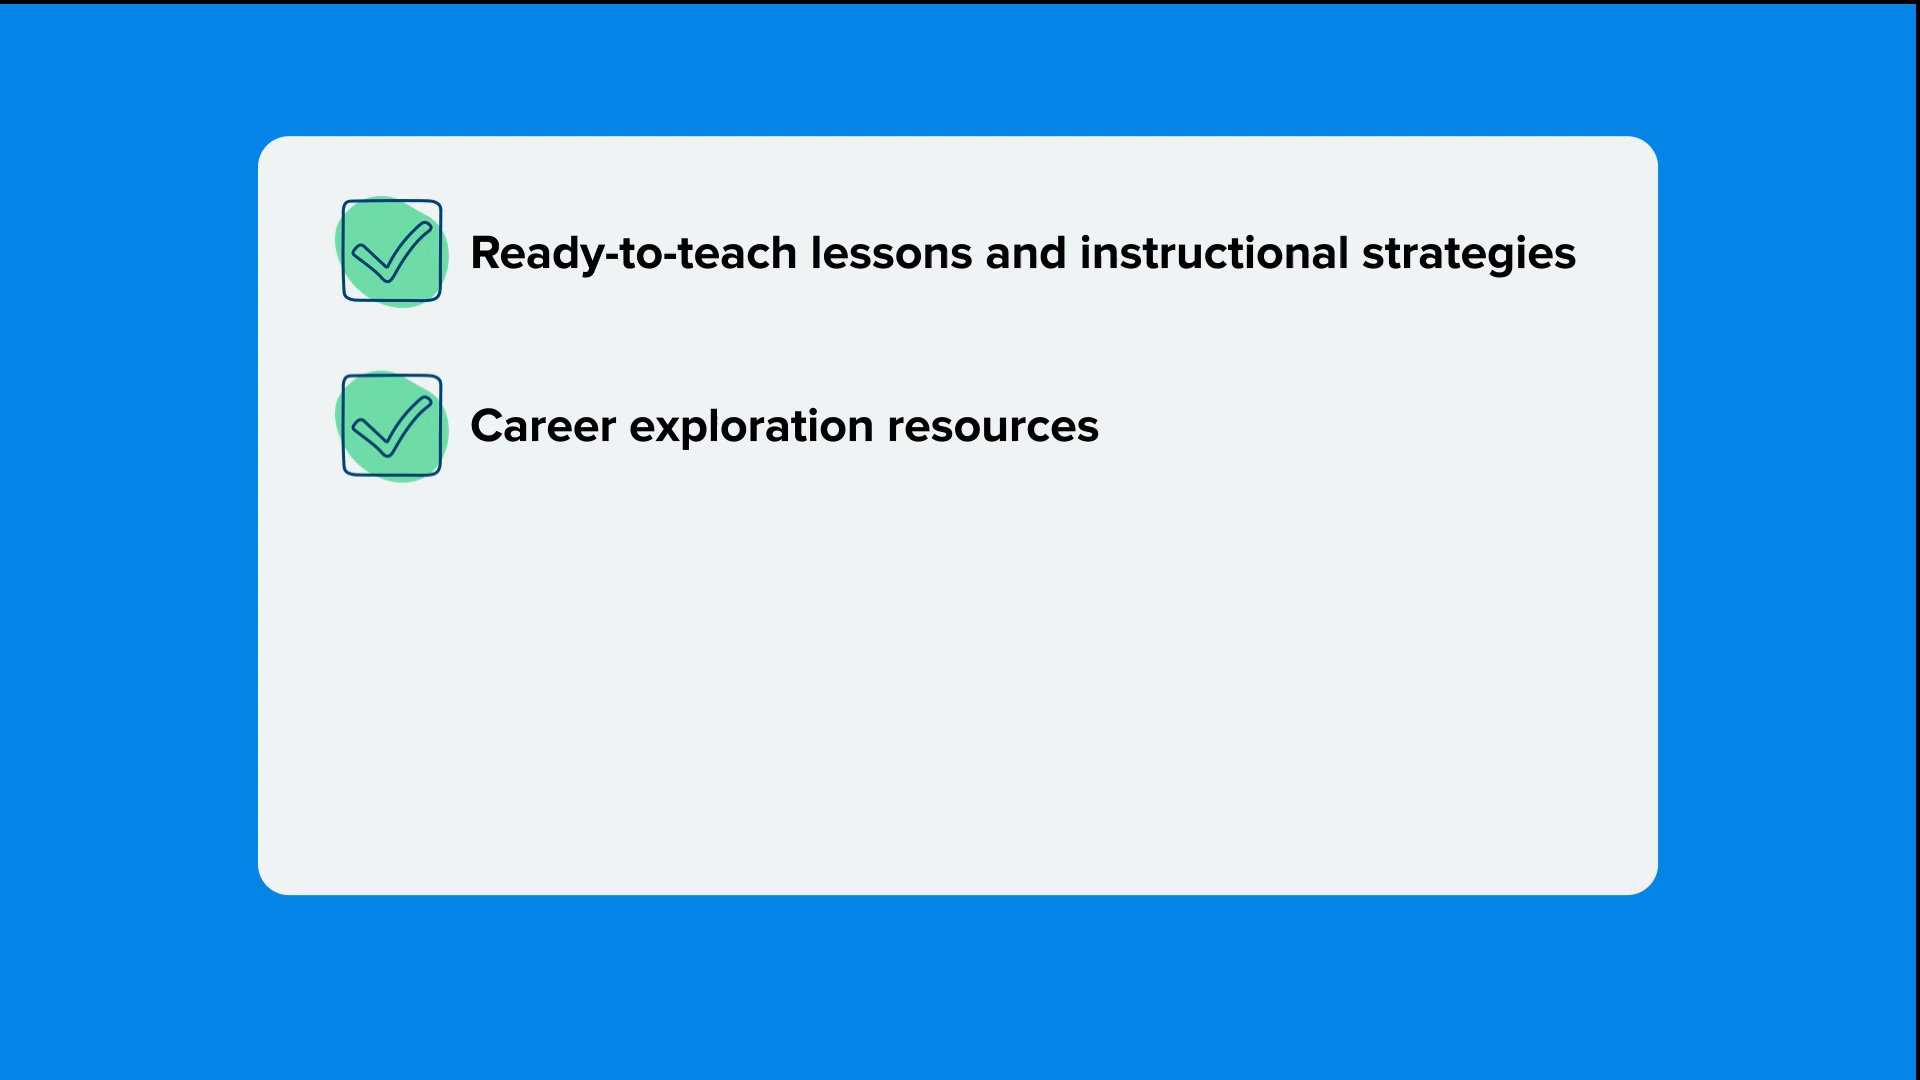 Ready-to-teach lessons and instructional strategies
Career exploration resources